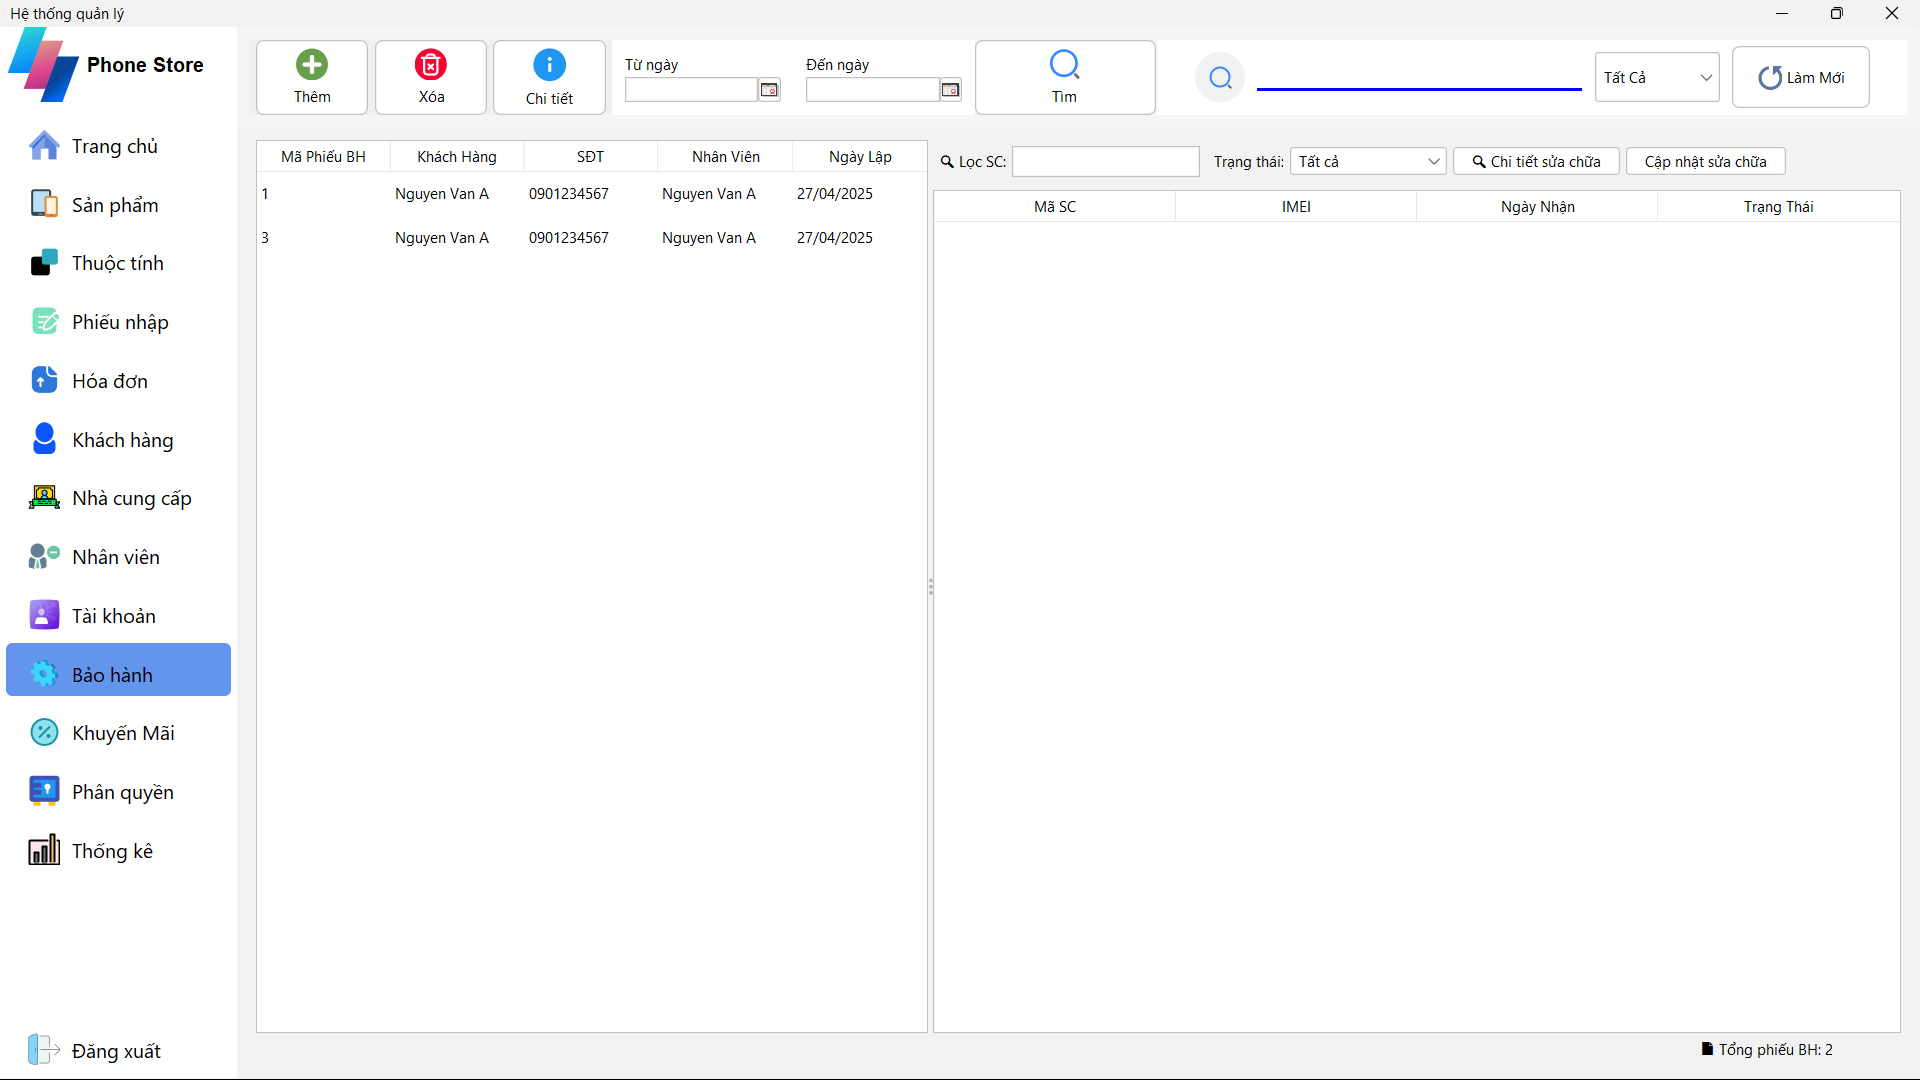 Hệ thống quản lý
Phone Store
Trang chủ
Sản phẩm
Thuộc tính
Phiếu nhập
Hóa đơn
Khách hàng
Nhà cung cấp
Nhân viên
Tài khoản
Bảo hành
Khuyến Mãi
Phân quyền
Thống kê
Đăng xuất
Thêm
Xóa
Chi tiết
Từ ngày
Đến ngày
Tìm
Tất Cả
Làm Mới
Mã Phiếu BH Khách Hàng SĐT Nhân Viên Ngày Lập
1 Nguyen Van A 0901234567 Nguyen Van A 27/04/2025
3 Nguyen Van A 0901234567 Nguyen Van A 27/04/2025
Lọc SC: Trạng thái: Tất cả Chi tiết sửa chữa Cập nhật sửa chữa
Mã SC IMEI Ngày Nhận Trạng Thái
Tổng phiếu BH: 2